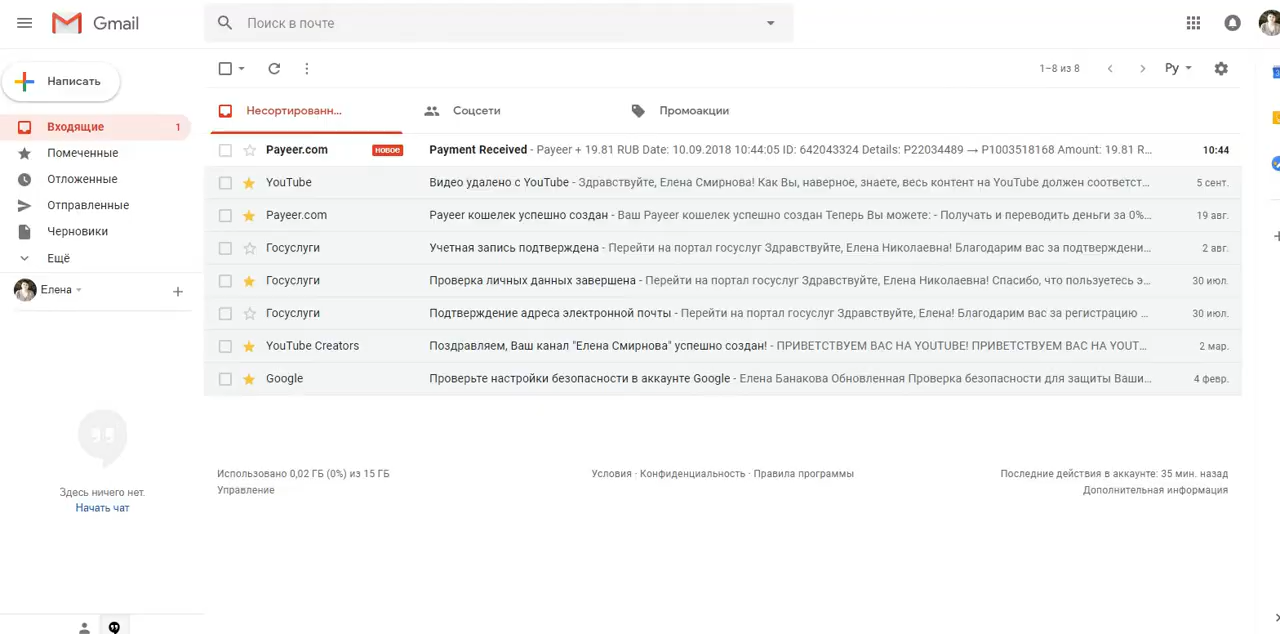 Gmail
Поиск в почте
Написать
1–8 из 8
Ру
Входящие 1
Помеченные
Отложенные
Отправленные
Черновики
Ещё
Елена
Несортированн...
Соцсети
Промоакции
Payeer.com новое Payment Received - Payeer + 19.81 RUB Date: 10.09.2018 10:44:05 ID: 642043324 Details: P22034489 → P1003518168 Amount: 19.81 R... 10:44
YouTube Видео удалено с YouTube - Здравствуйте, Елена Смирнова! Как Вы, наверное, знаете, весь контент на YouTube должен соответст... 5 сент.
Payeer.com Payeer кошелек успешно создан - Ваш Payeer кошелек успешно создан Теперь Вы можете: - Получать и переводить деньги за 0%... 19 авг.
Госуслуги Учетная запись подтверждена - Перейти на портал госуслуг Здравствуйте, Елена Николаевна! Благодарим вас за подтверждени... 2 авг.
Госуслуги Проверка личных данных завершена - Перейти на портал госуслуг Здравствуйте, Елена Николаевна! Спасибо, что пользуетесь э... 30 июл.
Госуслуги Подтверждение адреса электронной почты - Перейти на портал госуслуг Здравствуйте, Елена! Благодарим вас за регистрацию ... 30 июл.
YouTube Creators Поздравляем, Ваш канал "Елена Смирнова" успешно создан! - ПРИВЕТСТВУЕМ ВАС НА YOUTUBE! ПРИВЕТСТВУЕМ ВАС НА YOUT... 2 мар.
Google Проверьте настройки безопасности в аккаунте Google - Елена Банакова Обновленная Проверка безопасности для защиты Ваши... 4 февр.
Здесь ничего нет.
Начать чат
Использовано 0,02 ГБ (0%) из 15 ГБ
Управление
Условия · Конфиденциальность · Правила программы
Последние действия в аккаунте: 35 мин. назад
Дополнительная информация